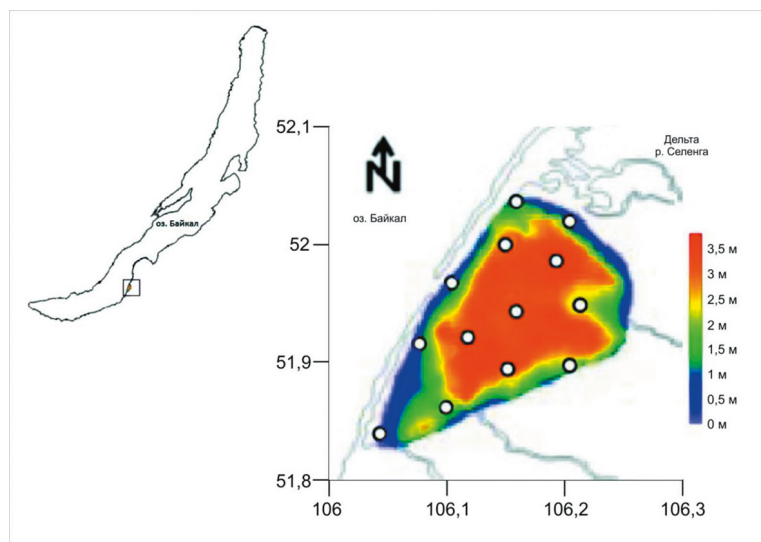 оз. Байкал
52,1
52
51,9
51,8
106
106,1
106,2
106,3
N
оз. Байкал
Дельта
р. Селенга
3,5 м
3 м
2,5 м
2 м
1,5 м
1 м
0,5 м
0 м